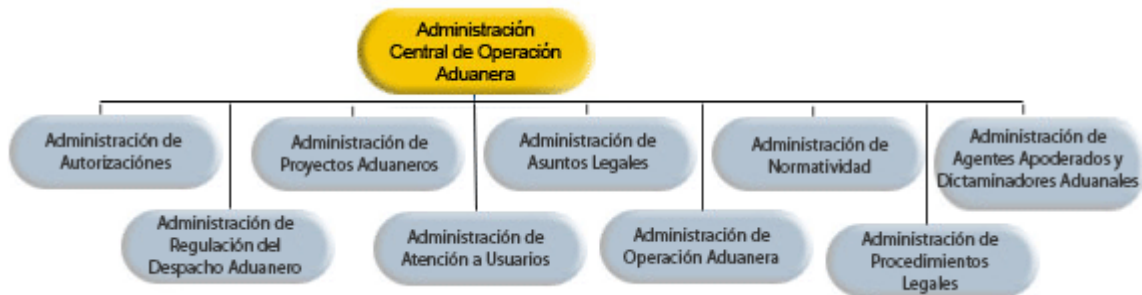 Administración
Central de Operación
Aduanera
Administración de
Autorizaciónes
Administración de
Proyectos Aduaneros
Administración de
Asuntos Legales
Administración de
Normatividad
Administración de
Agentes Apoderados y
Dictaminadores Aduanales
Administración de
Regulación del
Despacho Aduanero
Administración de
Atención a Usuarios
Administración de
Operación Aduanera
Administración de
Procedimientos
Legales